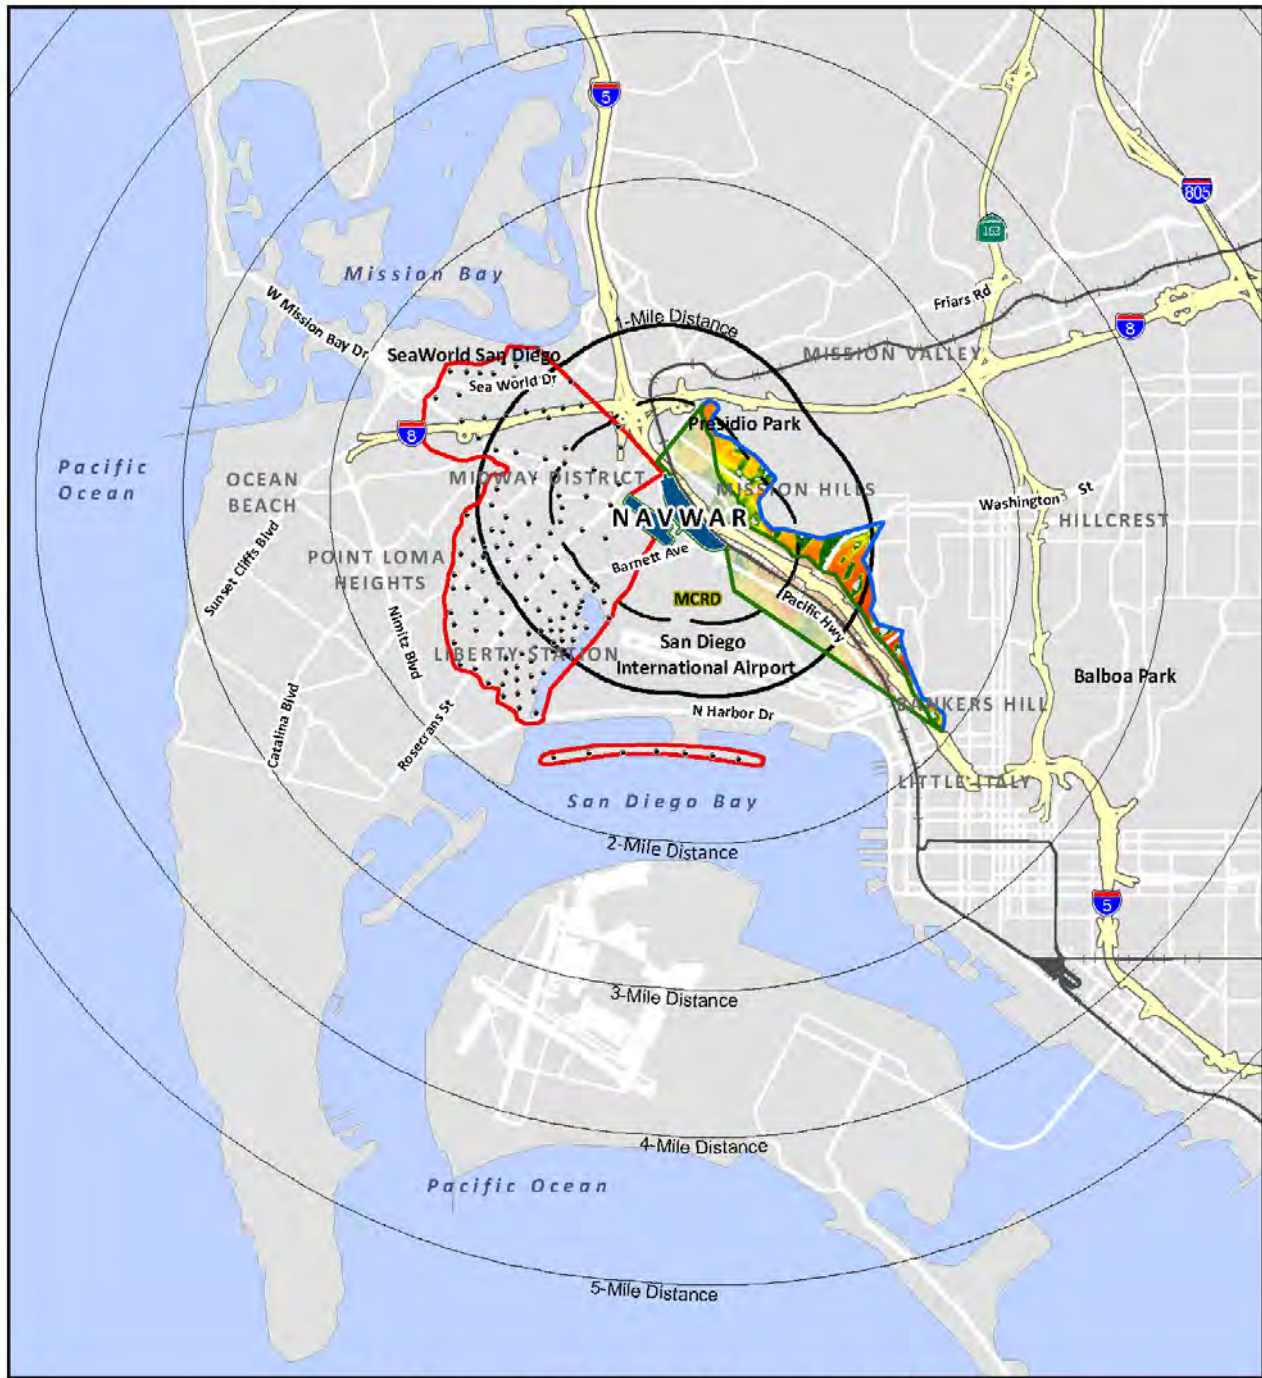 5
805
163
Mission Bay
W Mission Bay Dr
Friars Rd
1-Mile Distance
8
MISSION VALLEY
SeaWorld San Diego
Sea World Dr
Presidio Park
8
Pacific
Ocean
OCEAN
BEACH
MIDWAY DISTRICT
MISSION HILLS
Washington St
HILLCREST
NAVWAR
Sunset Cliffs Blvd
POINT LOMA
HEIGHTS
Barnett Ave
MCRD
Pacific Hwy
Nimitz Blvd
LIBERTY STATION
San Diego
International Airport
Balboa Park
Catalina Blvd
Rosecrans St
N Harbor Dr
BANKERS HILL
LITTLE ITALY
San Diego Bay
2-Mile Distance
5
3-Mile Distance
4-Mile Distance
Pacific Ocean
5-Mile Distance